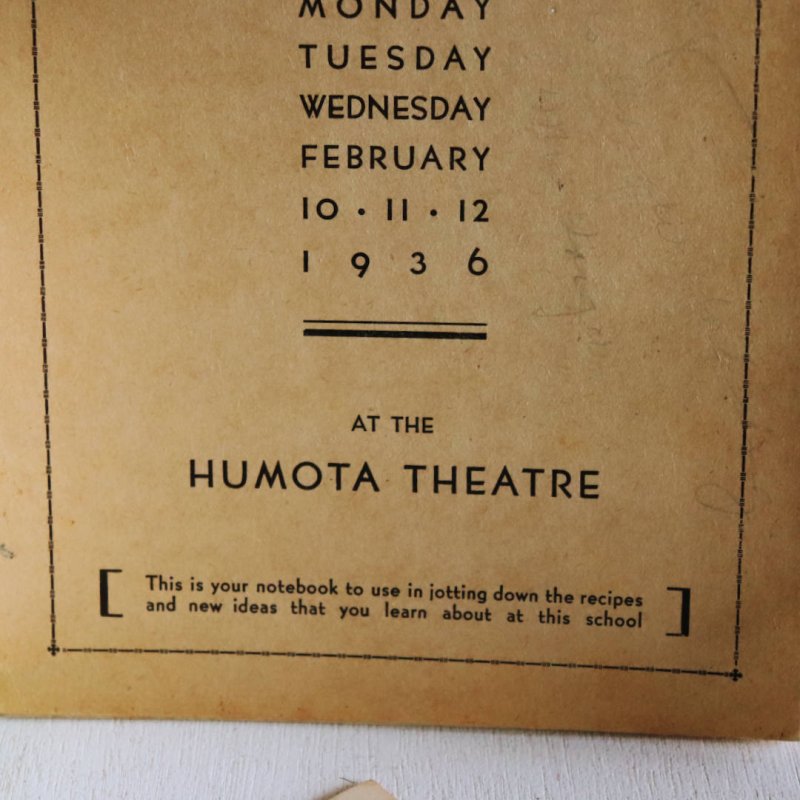 MONDAY
TUESDAY
WEDNESDAY
FEBRUARY
10 · 11 · 12
1 9 3 6
AT THE
HUMOTA THEATRE
[ This is your notebook to use in jotting down the recipes
and new ideas that you learn about at this school ]